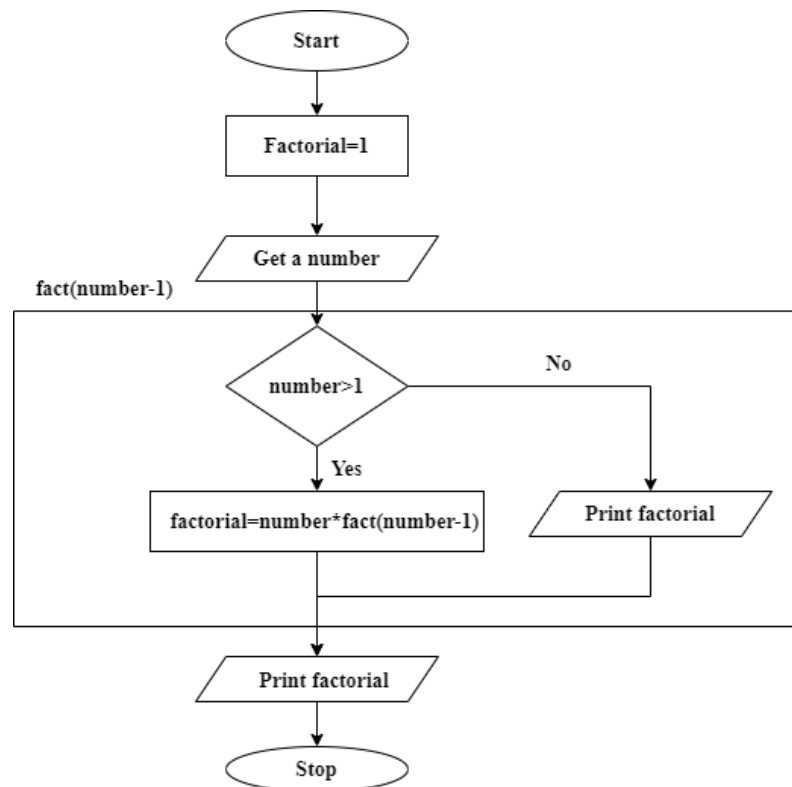 Start
Factorial=1
Get a number
fact(number-1)
number>1
No
Yes
factorial=number*fact(number-1)
Print factorial
Print factorial
Stop